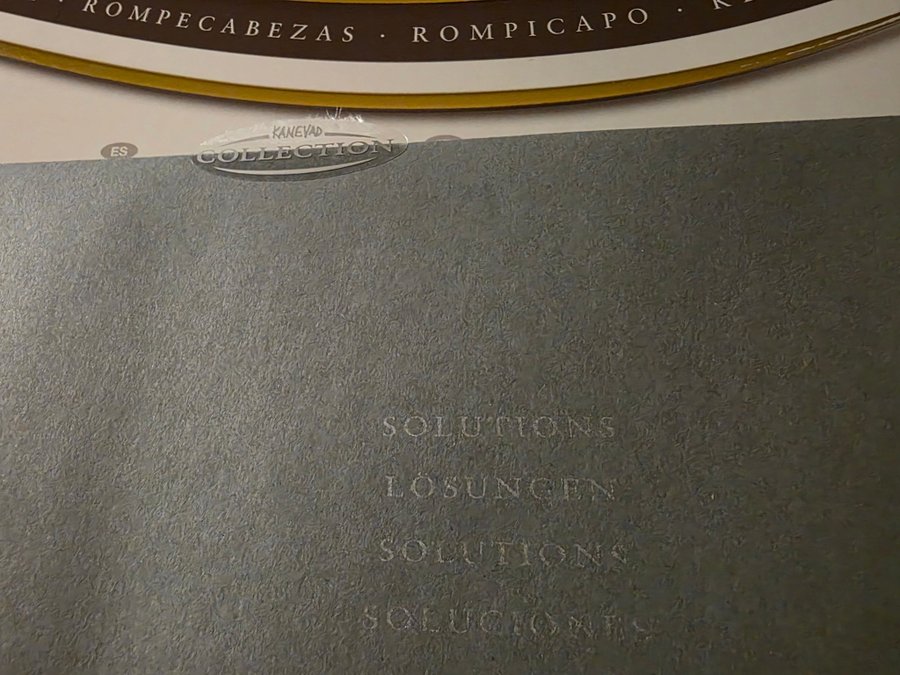 · ROMPECABEZAS · ROMPICAPO ·
KANEVAD
COLLECTION
ES
SOLUTIONS
LÖSUNGEN
SOLUTIONS
SOLUCIONES